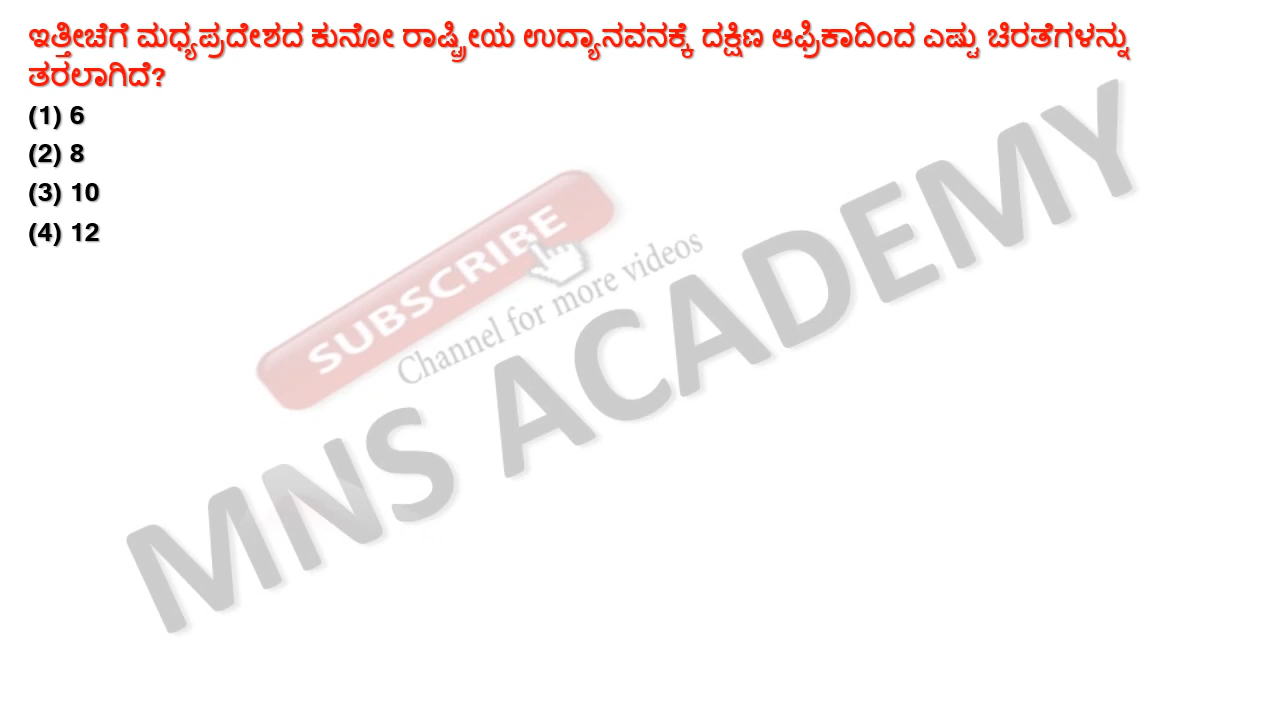 ಇತ್ತೀಚೆಗೆ ಮಧ್ಯಪ್ರದೇಶದ ಕುನೋ ರಾಷ್ಟ್ರೀಯ ಉದ್ಯಾನವನಕ್ಕೆ ದಕ್ಷಿಣ ಆಫ್ರಿಕಾದಿಂದ ಎಷ್ಟು ಚಿರತೆಗಳನ್ನು
ತರಲಾಗಿದೆ?
(1) 6
(2) 8
(3) 10
(4) 12
SUBSCRIBE
Channel for more videos
MNS ACADEMY